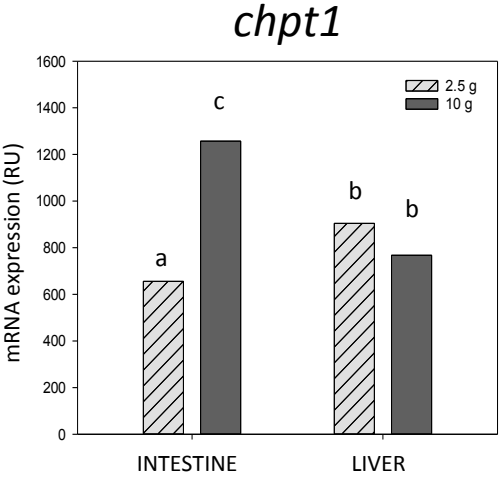 chpt1
mRNA expression (RU)
1600
1400
1200
1000
800
600
400
200
0
2.5 g
10 g
a
c
b
b
INTESTINE
LIVER